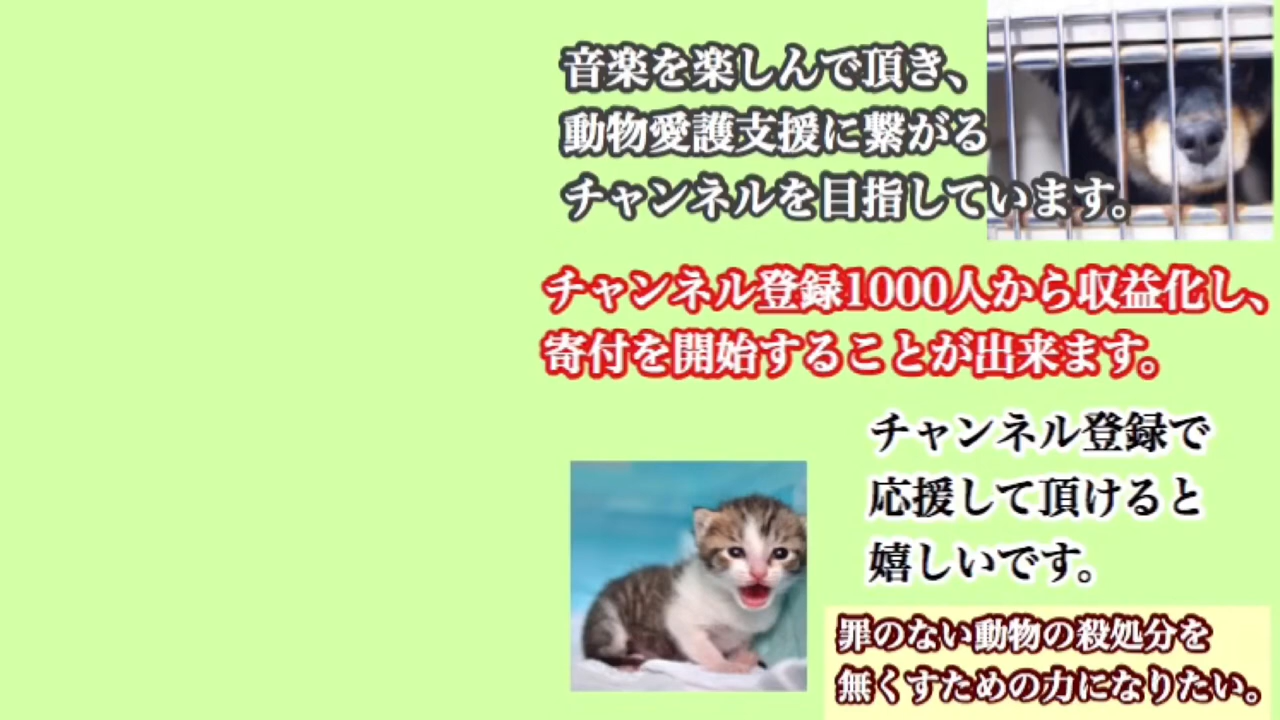 音楽を楽しんで頂き、
動物愛護支援に繋がる
チャンネルを目指しています。
チャンネル登録1000人から収益化し、
寄付を開始することが出来ます。
チャンネル登録で
応援して頂けると
嬉しいです。
罪のない動物の殺処分を
無くすための力になりたい。